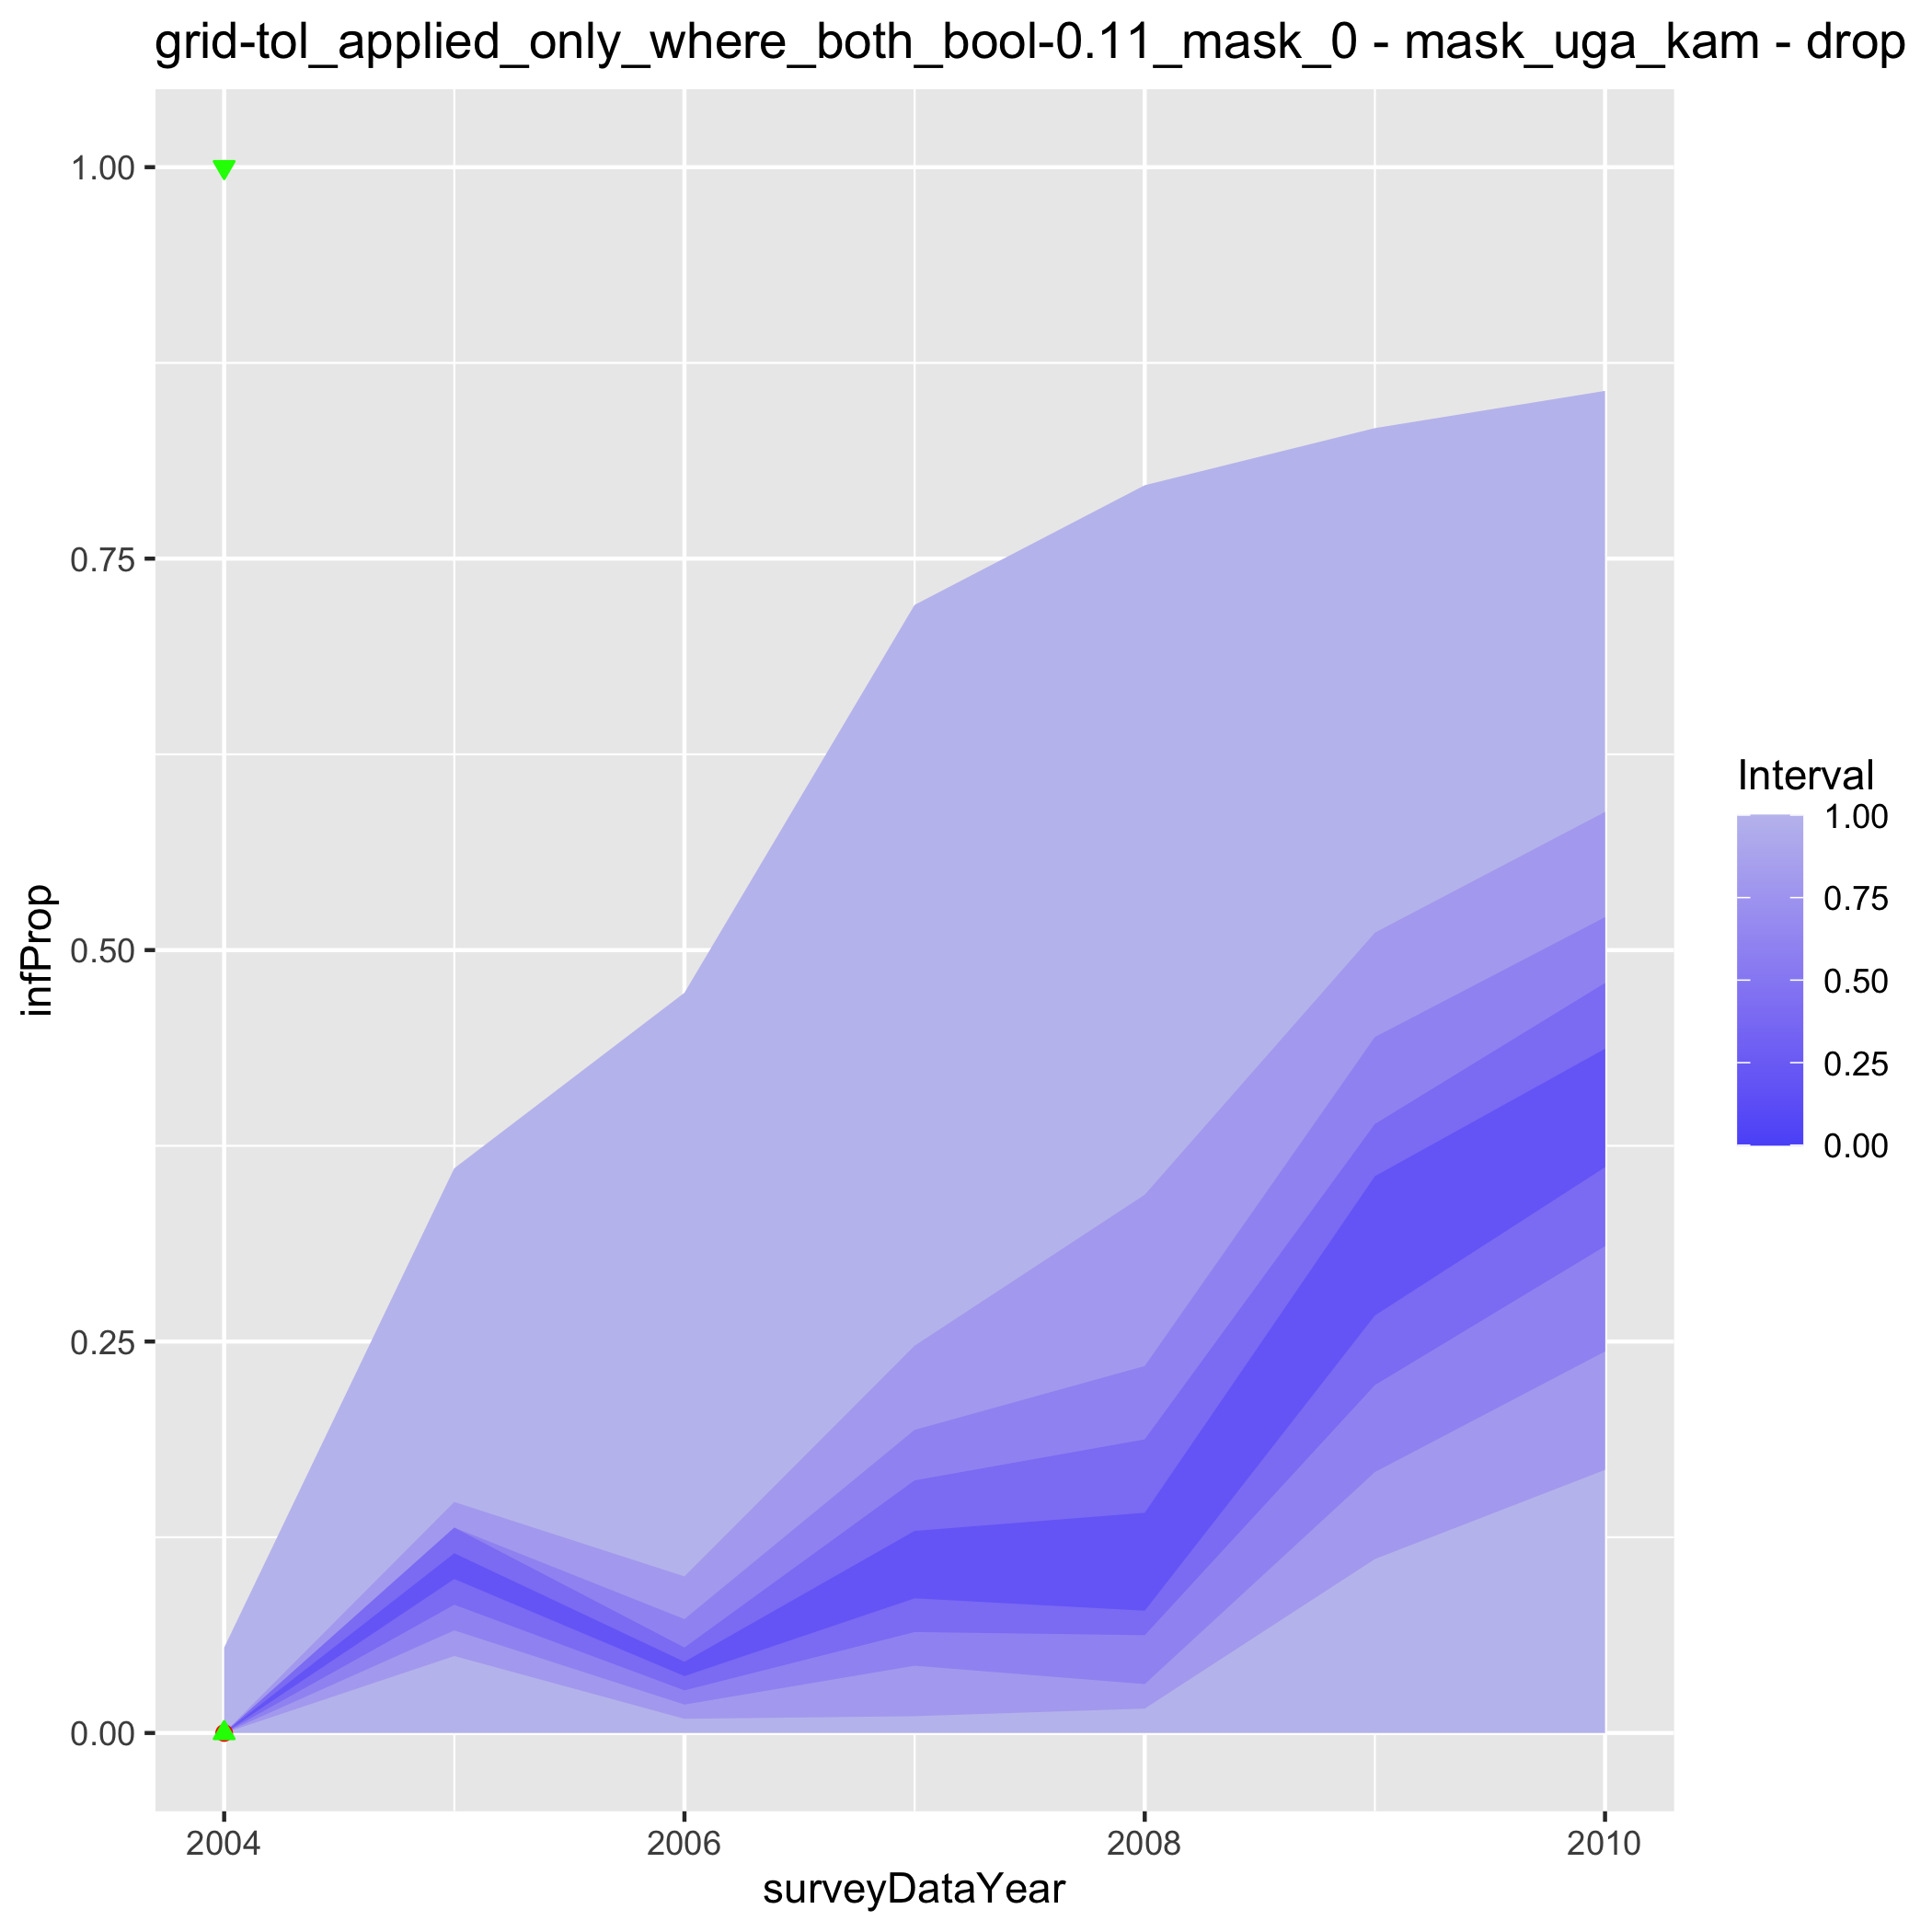 grid-tol_applied_only_where_both_bool-0.11_mask_0 - mask_uga_kam - drop
1.00
0.75
0.50
0.25
0.00
infProp
2004 2006 2008 2010
surveyDataYear
Interval
1.00
0.75
0.50
0.25
0.00